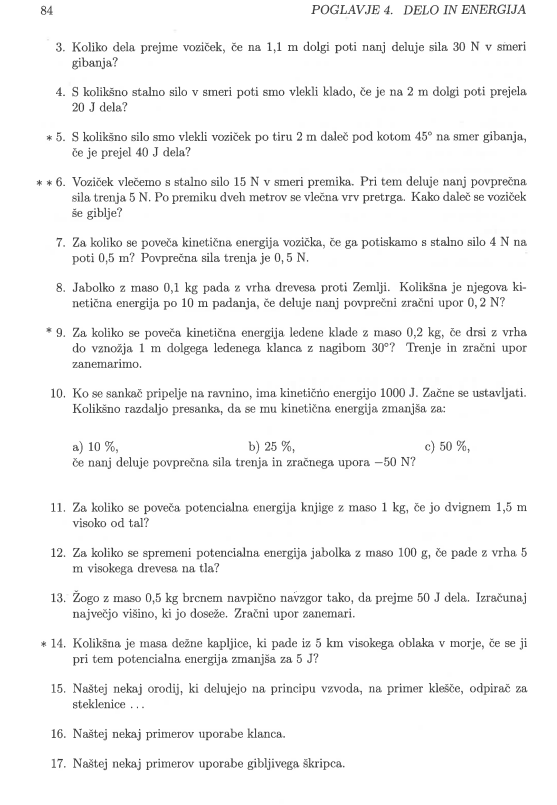 84 POGLAVJE 4. DELO IN ENERGIJA
3. Koliko dela prejme voziček, če na 1,1 m dolgi poti nanj deluje sila 30 N v smeri
gibanja?
4. S kolikšno stalno silo v smeri poti smo vlekli klado, če je na 2 m dolgi poti prejela
20 J dela?
* 5. S kolikšno silo smo vlekli voziček po tiru 2 m daleč pod kotom 45° na smer gibanja,
če je prejel 40 J dela?
* * 6. Voziček vlečemo s stalno silo 15 N v smeri premika. Pri tem deluje nanj povprečna
sila trenja 5 N. Po premiku dveh metrov se vlečna vrv pretrga. Kako daleč se voziček
še giblje?
7. Za koliko se poveča kinetična energija vozička, če ga potiskamo s stalno silo 4 N na
poti 0,5 m? Povprečna sila trenja je 0, 5 N.
8. Jabolko z maso 0,1 kg pada z vrha drevesa proti Zemlji. Kolikšna je njegova ki-
netična energija po 10 m padanja, če deluje nanj povprečni zračni upor 0, 2 N?
* 9. Za koliko se poveča kinetična energija ledene klade z maso 0,2 kg, če drsi z vrha
do vznožja 1 m dolgega ledenega klanca z nagibom 30°? Trenje in zračni upor
zanemarimo.
10. Ko se sankač pripelje na ravnino, ima kinetično energijo 1000 J. Začne se ustavljati.
Kolikšno razdaljo presanka, da se mu kinetična energija zmanjša za:
a) 10 %, b) 25 %, c) 50 %,
če nanj deluje povprečna sila trenja in zračnega upora −50 N?
11. Za koliko se poveča potencialna energija knjige z maso 1 kg, če jo dvignem 1,5 m
visoko od tal?
12. Za koliko se spremeni potencialna energija jabolka z maso 100 g, če pade z vrha 5
m visokega drevesa na tla?
13. Žogo z maso 0,5 kg brcnem navpično navzgor tako, da prejme 50 J dela. Izračunaj
največjo višino, ki jo doseže. Zračni upor zanemari.
* 14. Kolikšna je masa dežne kapljice, ki pade iz 5 km visokega oblaka v morje, če se ji
pri tem potencialna energija zmanjša za 5 J?
15. Naštej nekaj orodij, ki delujejo na principu vzvoda, na primer klešče, odpirač za
steklenice ...
16. Naštej nekaj primerov uporabe klanca.
17. Naštej nekaj primerov uporabe gibljivega škripca.